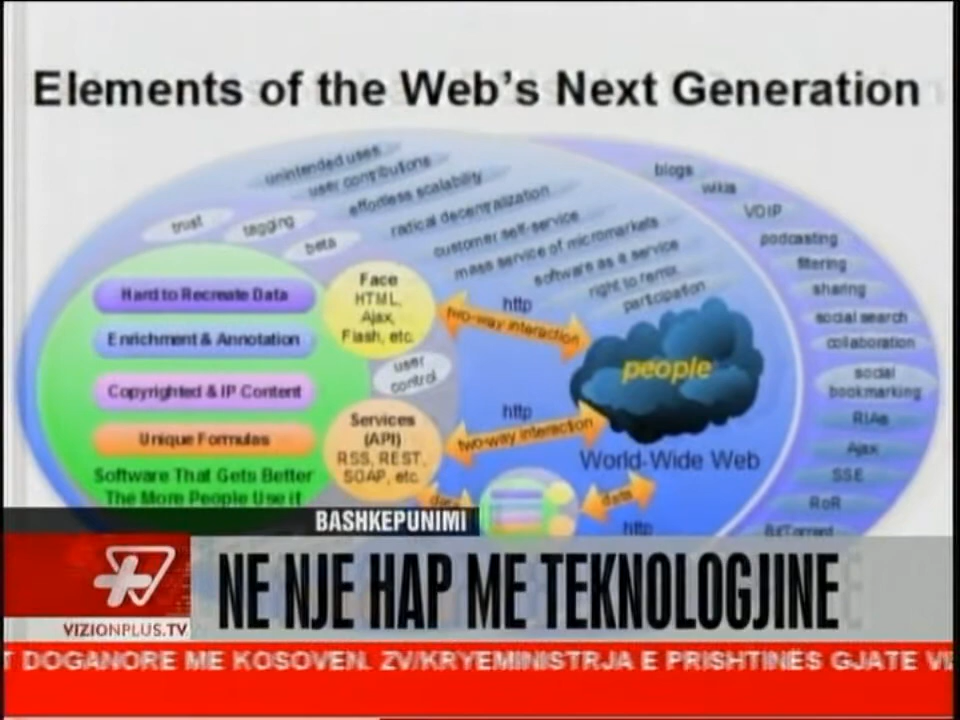 Elements of the Web's Next Generation
unintended uses
user contributions
effortless scalability
radical decentralization
customer self-service
mass service of micromarkets
software as a service
right to remix
participation
trust
tagging
beta
blogs
wikis
VOIP
podcasting
filtering
sharing
social search
collaboration
social
bookmarking
RIAs
Ajax
SSE
RoR
BitTorrent
Hard to Recreate Data
Enrichment & Annotation
Copyrighted & IP Content
Unique Formulas
Software That Gets Better
The More People Use it
Face
HTML,
Ajax,
Flash, etc.
user
control
Services
(API)
RSS, REST,
SOAP, etc.
http
two-way interaction
http
two-way interaction
people
World-Wide Web
data
data
http
BASHKEPUNIMI
NE NJE HAP ME TEKNOLOGJINE
VIZIONPLUS.TV
T DOGANORE ME KOSOVEN. ZV/KRYEMINISTRJA E PRISHTINËS GJATE